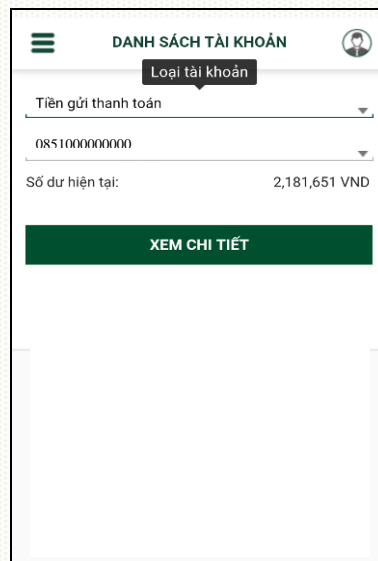 DANH SÁCH TÀI KHOẢN
Loại tài khoản
Tiền gửi thanh toán
0851000000000
Số dư hiện tại: 2,181,651 VND
XEM CHI TIẾT